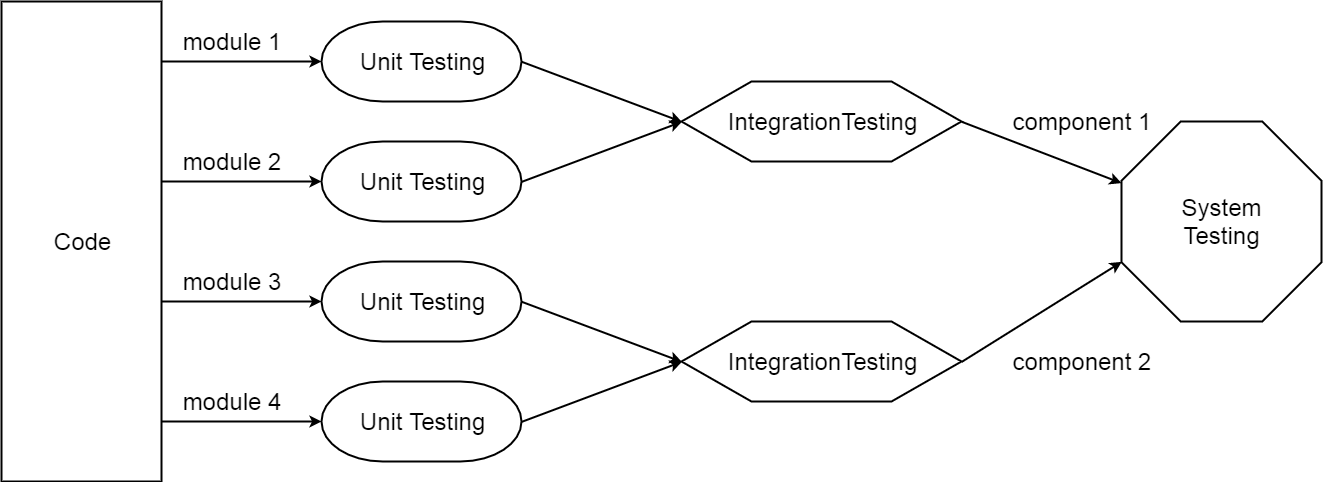 module 1
Unit Testing
IntegrationTesting
component 1
module 2
Unit Testing
System
Testing
Code
module 3
Unit Testing
IntegrationTesting
component 2
module 4
Unit Testing